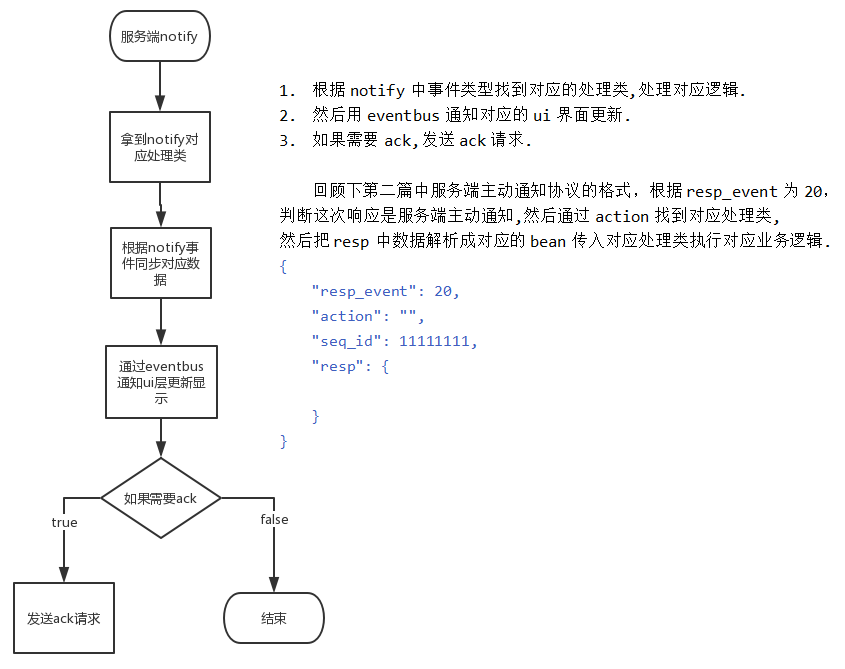 服务端notify
拿到notify对
应处理类
根据notify事
件同步对应数
据
通过eventbus
通知ui层更新显
示
如果需要ack
true
false
发送ack请求
结束
1. 根据 notify 中事件类型找到对应的处理类,处理对应逻辑.
2. 然后用 eventbus 通知对应的 ui 界面更新.
3. 如果需要 ack,发送 ack 请求.
回顾下第二篇中服务端主动通知协议的格式，根据 resp_event 为 20，
判断这次响应是服务端主动通知,然后通过 action 找到对应处理类,
然后把 resp 中数据解析成对应的 bean 传入对应处理类执行对应业务逻辑.
{
"resp_event": 20,
"action": "",
"seq_id": 11111111,
"resp": {
}
}